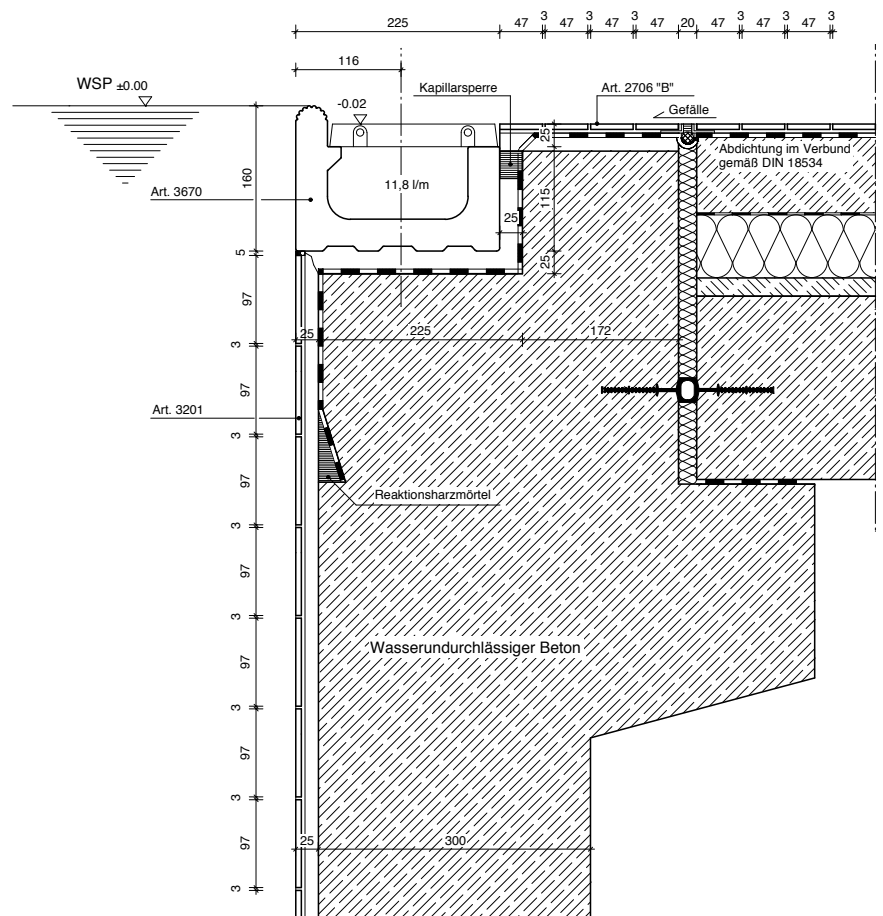 3 3 3 3 3 3
225 47 47 47 47 20 47 47 47
116
WSP ±0.00
Kapillarsperre
Art. 2706 "B"
-0.02
Gefälle
25
Abdichtung im Verbund
gemäß DIN 18534
160
11,8 l/m
Art. 3670
115
25
5
25
97
25 225 172
3
97
Art. 3201
3
97
Reaktionsharzmörtel
3
97
3
Wasserundurchlässiger Beton
97
3
97
3
97
25 300
3